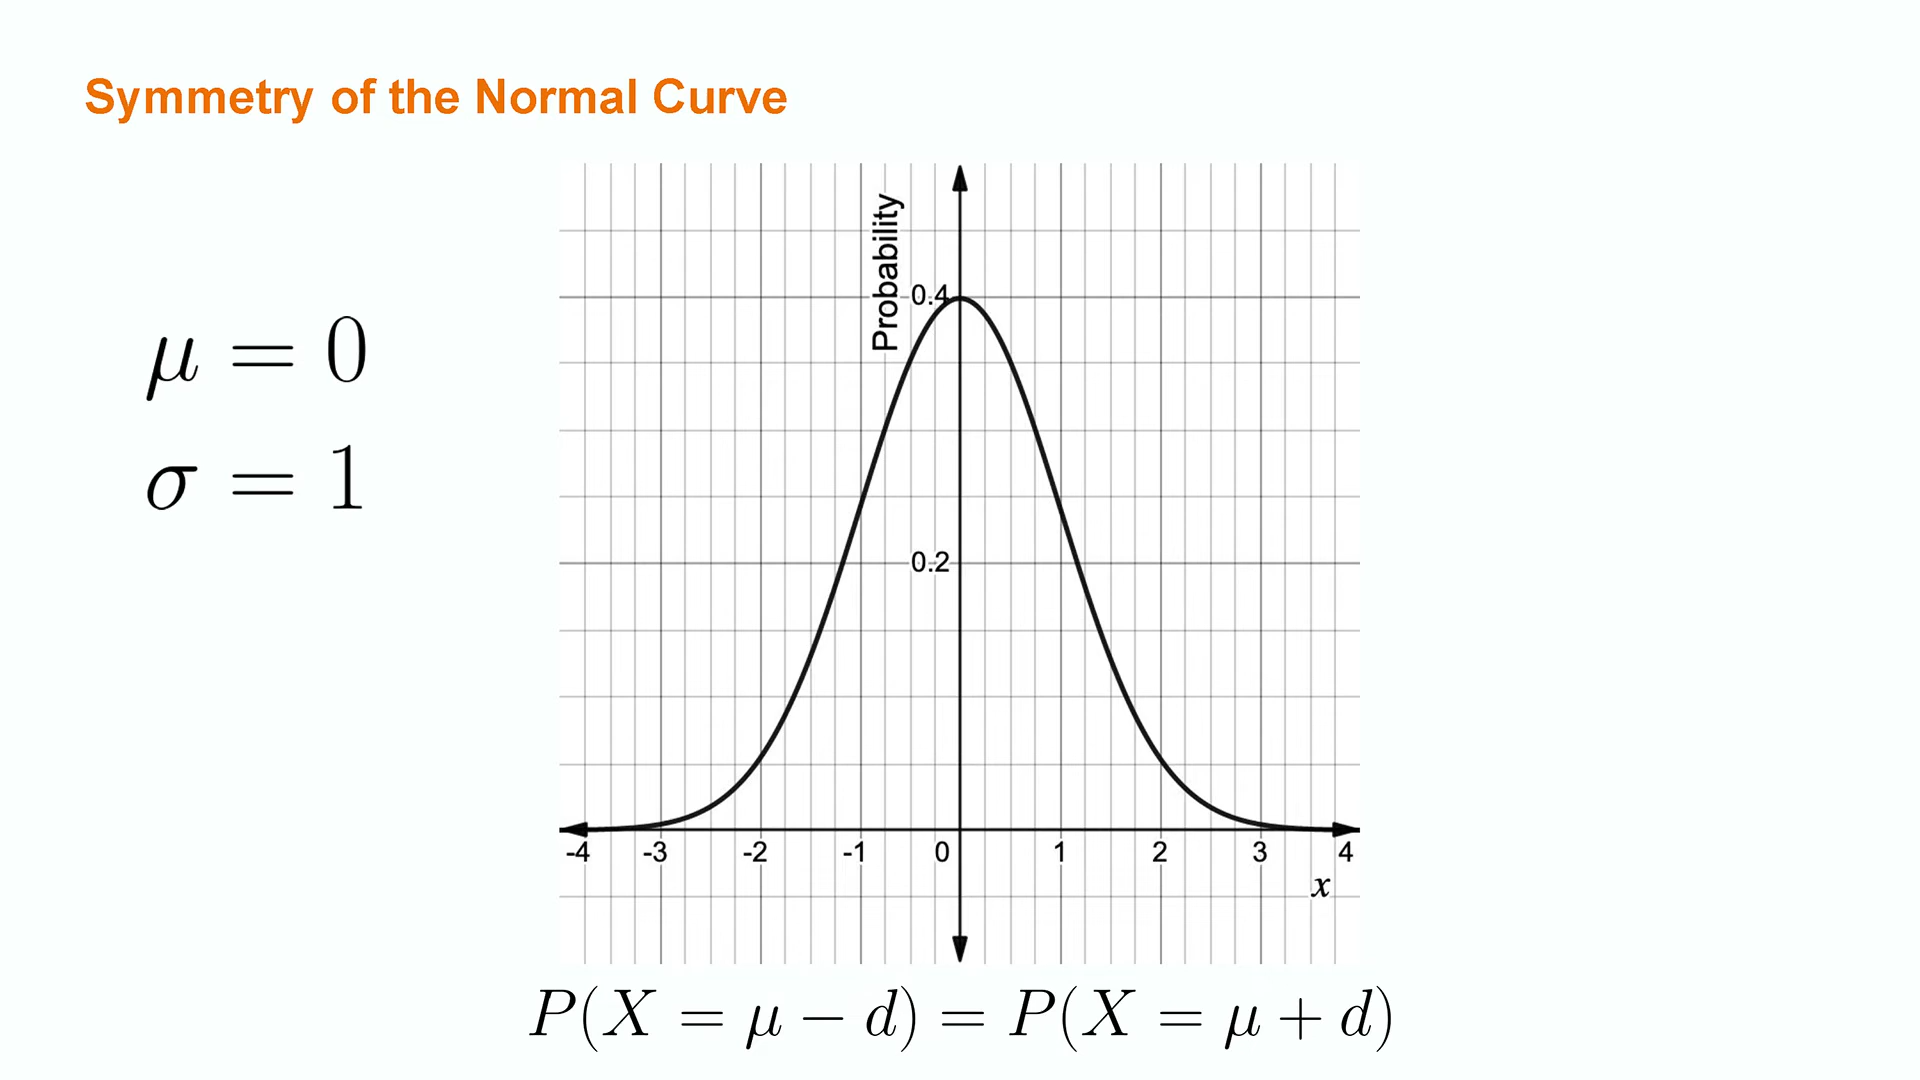 Symmetry of the Normal Curve
μ = 0
σ = 1
Probability
0.4
0.2
-4 -3 -2 -1 0 1 2 3 4
x
P(X = μ − d) = P(X = μ + d)